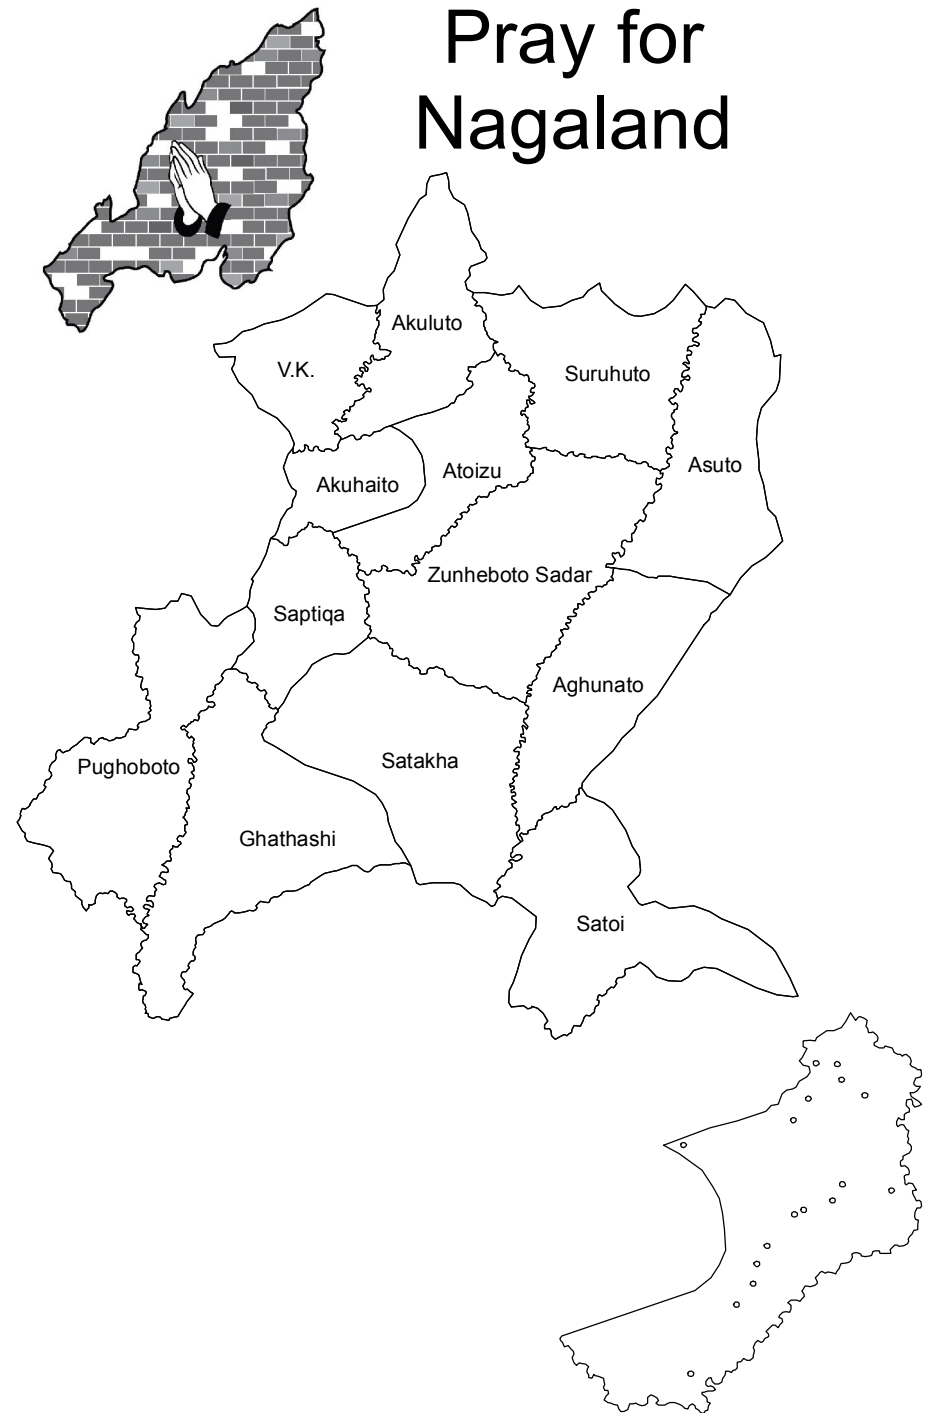 Pray for
Nagaland
Akuluto
V.K.
Suruhuto
Asuto
Atoizu
Akuhaito
Zunheboto Sadar
Saptiqa
Aghunato
Satakha
Pughoboto
Ghathashi
Satoi